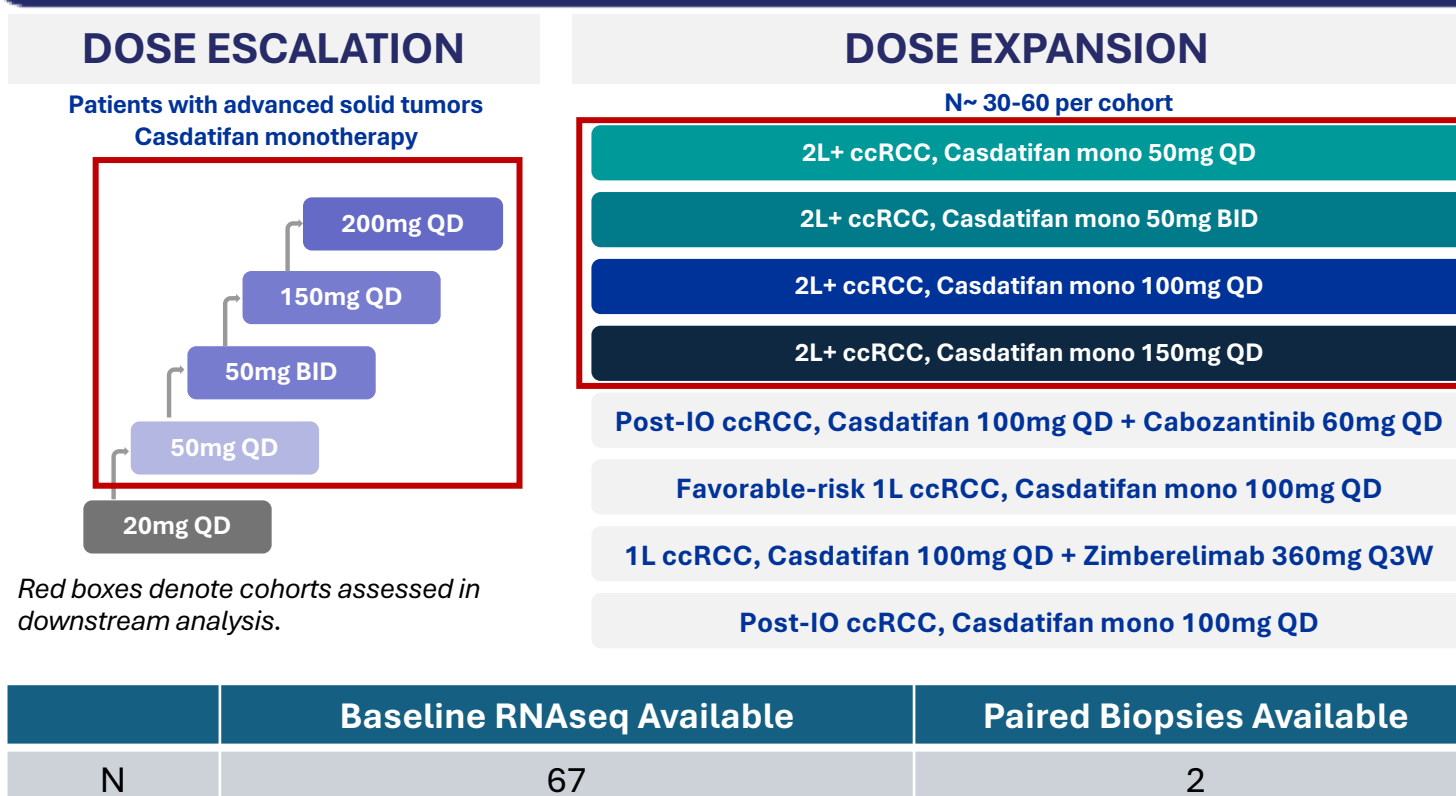 DOSE ESCALATION
Patients with advanced solid tumors
Casdatifan monotherapy
200mg QD
150mg QD
50mg BID
50mg QD
20mg QD
Red boxes denote cohorts assessed in
downstream analysis.
DOSE EXPANSION
N~ 30-60 per cohort
2L+ ccRCC, Casdatifan mono 50mg QD
2L+ ccRCC, Casdatifan mono 50mg BID
2L+ ccRCC, Casdatifan mono 100mg QD
2L+ ccRCC, Casdatifan mono 150mg QD
Post-IO ccRCC, Casdatifan 100mg QD + Cabozantinib 60mg QD
Favorable-risk 1L ccRCC, Casdatifan mono 100mg QD
1L ccRCC, Casdatifan 100mg QD + Zimberelimab 360mg Q3W
Post-IO ccRCC, Casdatifan mono 100mg QD
Baseline RNAseq Available Paired Biopsies Available
N 67 2